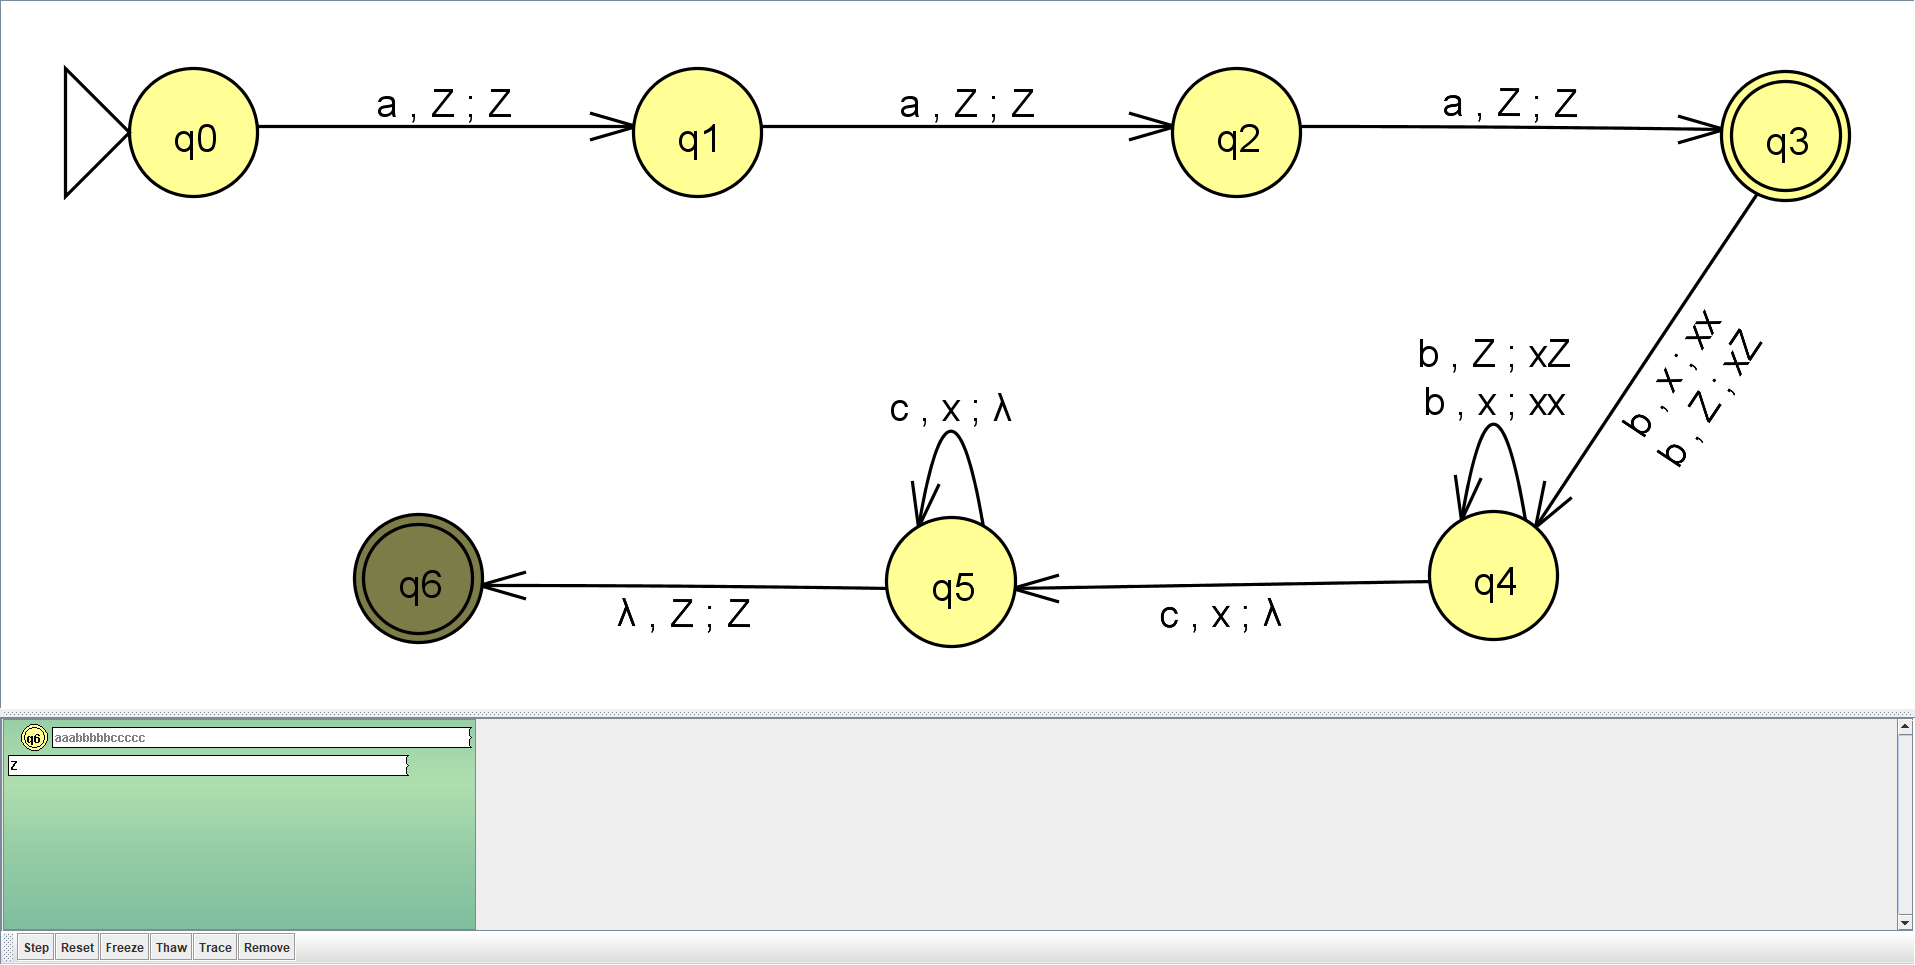 a , Z ; Z
a , Z ; Z
a , Z ; Z
q0
q1
q2
q3
b , x ; xx
b , Z ; xZ
b , Z ; xZ
b , x ; xx
c , x ; λ
q6
q5
q4
λ , Z ; Z
c , x ; λ
q6 aaabbbbbccccc
Z
Step Reset Freeze Thaw Trace Remove